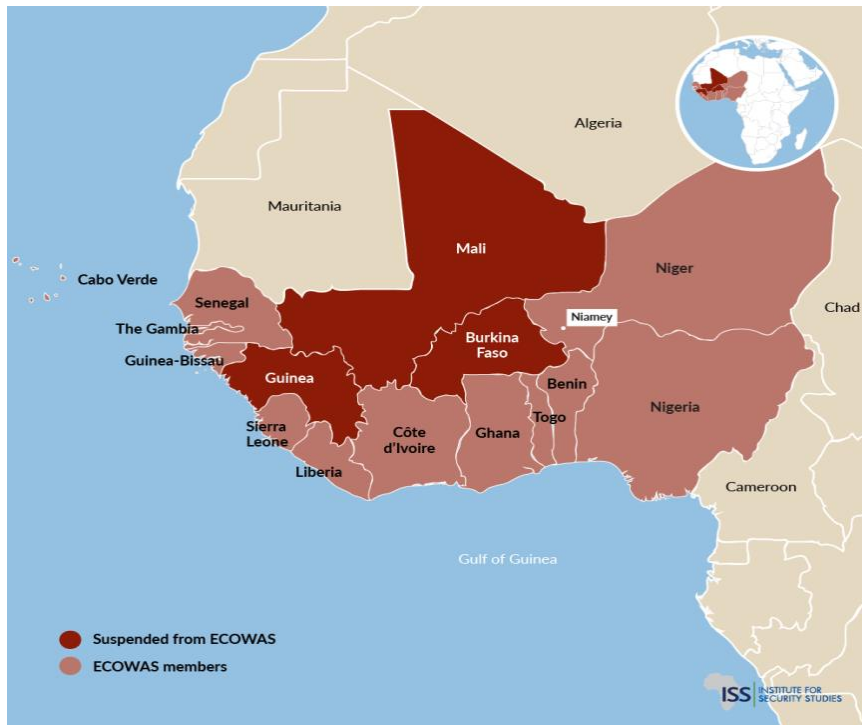 Algeria
Mauritania
Mali
Cabo Verde
Niger
Senegal
Chad
Niamey
The Gambia
Burkina
Faso
Guinea-Bissau
Guinea
Benin
Nigeria
Togo
Sierra
Leone
Côte
d'Ivoire
Ghana
Liberia
Cameroon
Gulf of Guinea
Suspended from ECOWAS
ECOWAS members
ISS INSTITUTE FOR
SECURITY STUDIES